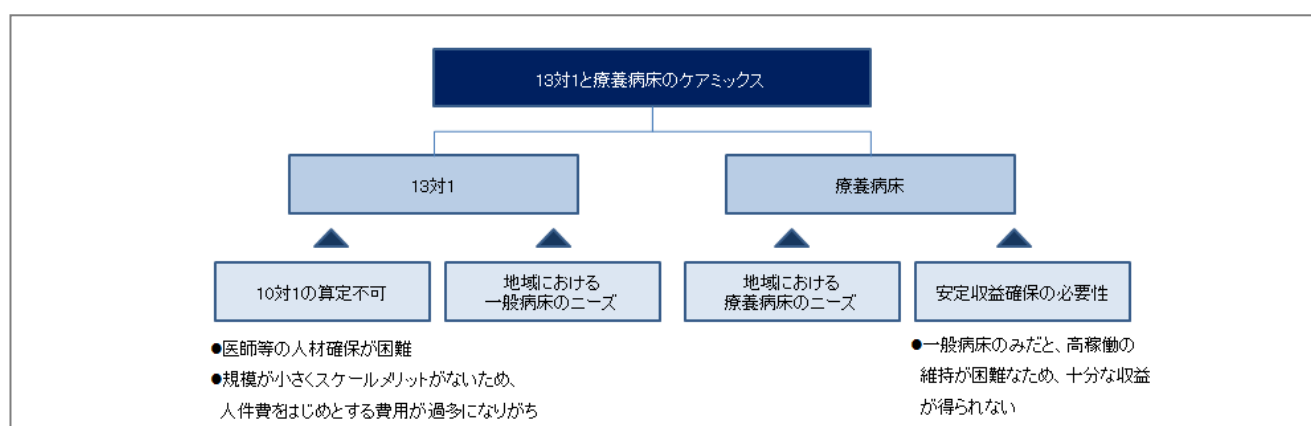 13対1と療養病床のケアミックス
13対1
療養病床
10対1の算定不可
地域における
一般病床のニーズ
地域における
療養病床のニーズ
安定収益確保の必要性
●医師等の人材確保が困難
●規模が小さくスケールメリットがないため、
人件費をはじめとする費用が過多になりがち
●一般病床のみだと、高稼働の
維持が困難なため、十分な収益
が得られない